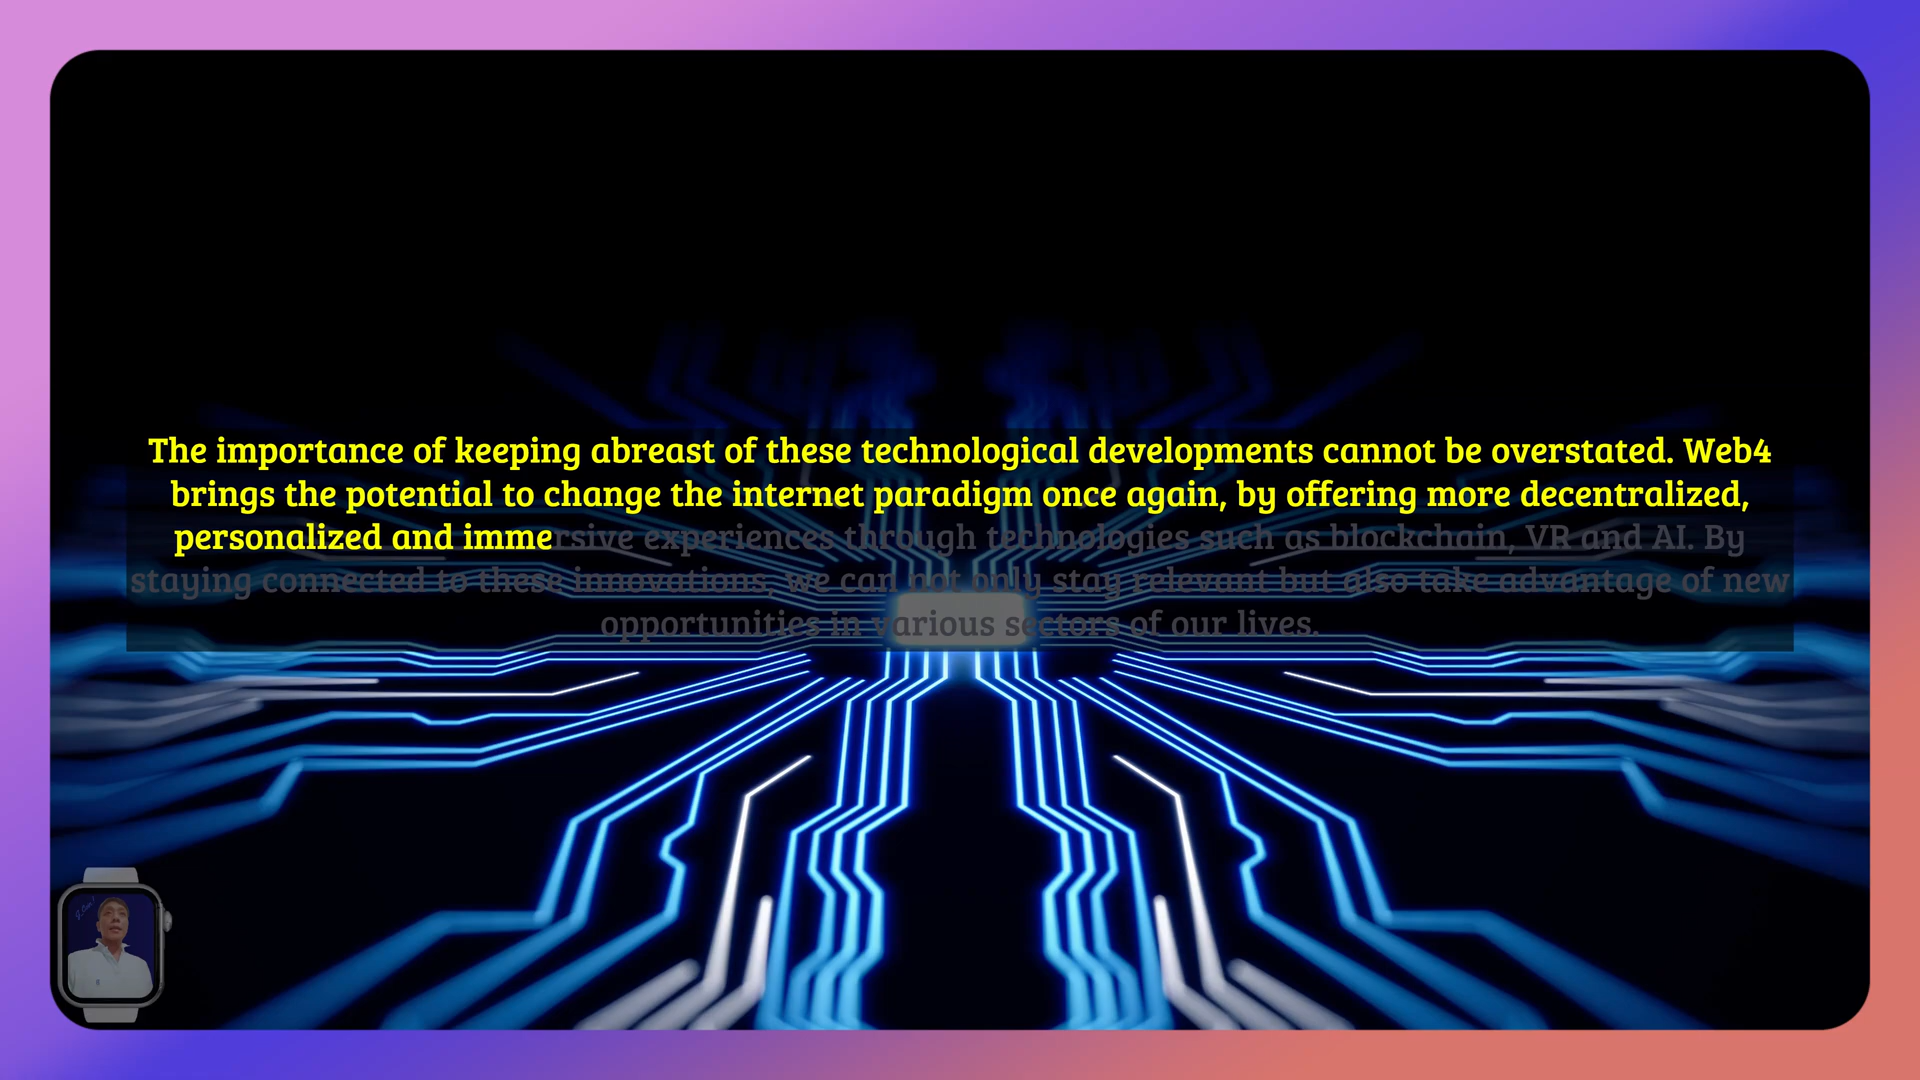 The importance of keeping abreast of these technological developments cannot be overstated. Web4
brings the potential to change the internet paradigm once again, by offering more decentralized,
personalized and immersive experiences through technologies such as blockchain, VR and AI. By
staying connected to these innovations, we can not only stay relevant but also take advantage of new
opportunities in various sectors of our lives.